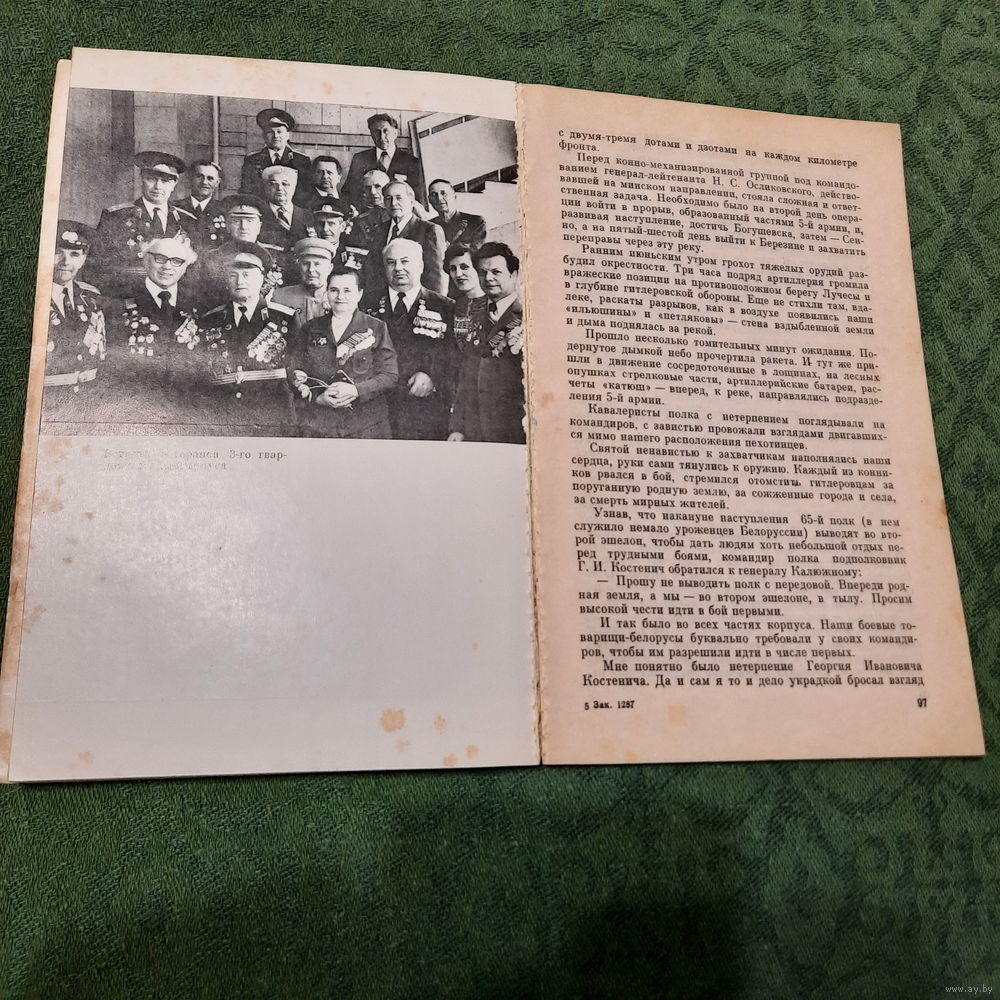 3-го гвар-
с двумя-тремя дотами и дзотами на каждом километре
фронта.
Перед конно-механизированной группой под командо-
ванием генерал-лейтенанта Н. С. Осликовского, действо-
вавшей на минском направлении, стояла сложная и ответ-
ственная задача. Необходимо было на второй день опера-
ции войти в прорыв, образованный частями 5-й армии, и,
развивая наступление, достичь Богушевска, затем — Сен-
но, а на пятый-шестой день выйти к Березине и захватить
переправы через эту реку.
Ранним июньским утром грохот тяжелых орудий раз-
будил окрестности. Три часа подряд артиллерия громила
вражеские позиции на противоположном берегу Лучесы и
в глубине гитлеровской обороны. Еще не стихли там, вда-
леке, раскаты разрывов, как в воздухе появились наши
«ильюшины» и «петляковы» — стена вздыбленной земли
и дыма поднялась за рекой.
Прошло несколько томительных минут ожидания. По-
дернутое дымкой небо прочертила ракета. И тут же при-
шли в движение сосредоточенные в лощинах, на лесных
опушках стрелковые части, артиллерийские батареи, рас-
четы «катюш» — вперед, к реке, направлялись подразде-
ления 5-й армии.
Кавалеристы полка с нетерпением поглядывали на
командиров, с завистью провожали взглядами двигавших-
ся мимо нашего расположения пехотинцев.
Святой ненавистью к захватчикам наполнялись наши
сердца, руки сами тянулись к оружию. Каждый из конни-
ков рвался в бой, стремился отомстить гитлеровцам за
поруганную родную землю, за сожженные города и села,
за смерть мирных жителей.
Узнав, что накануне наступления 65-й полк (в нем
служило немало уроженцев Белоруссии) выводят во вто-
рой эшелон, чтобы дать людям хоть небольшой отдых пе-
ред трудными боями, командир полка подполковник
Г. И. Костенич обратился к генералу Калюжному:
— Прошу не выводить полк с передовой. Впереди род-
ная земля, а мы — во втором эшелоне, в тылу. Просим
высокой чести идти в бой первыми.
И так было во всех частях корпуса. Наши боевые то-
варищи-белорусы буквально требовали у своих команди-
ров, чтобы им разрешили идти в числе первых.
Мне понятно было нетерпение Георгия Ивановича
Костенича. Да и сам я то и дело украдкой бросал взгляд
5 Зак. 1287
97
www.ay.by